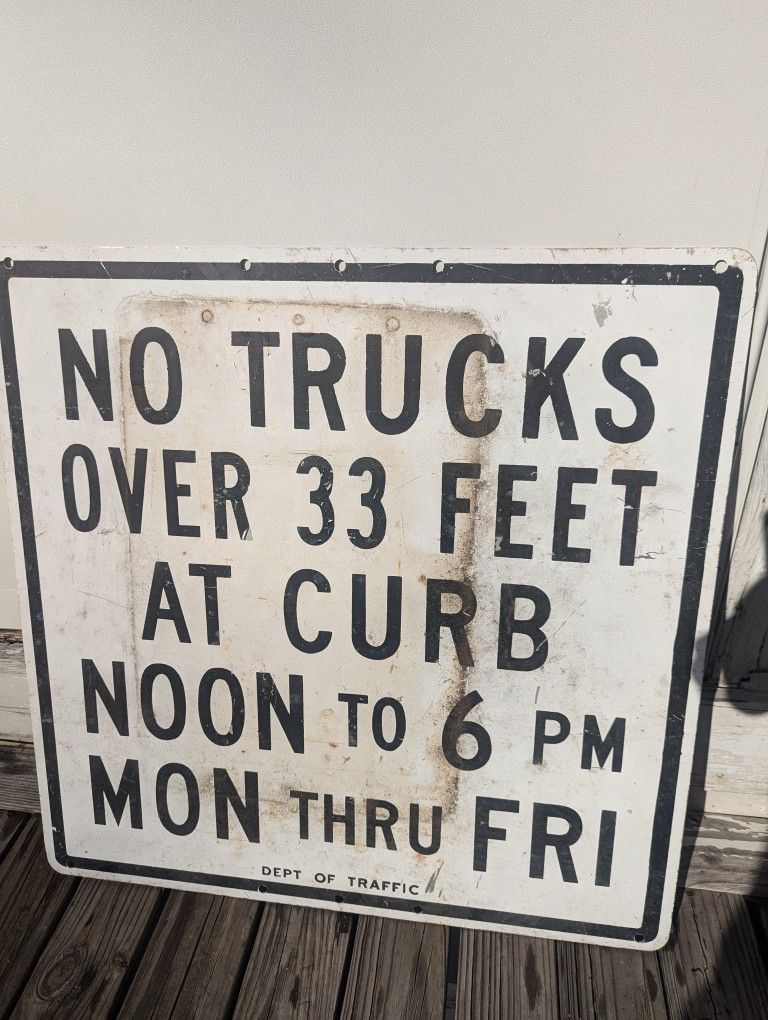 NO TRUCKS
OVER 33 FEET
AT CURB
NOON TO 6 PM
MON THRU FRI
DEPT OF TRAFFIC